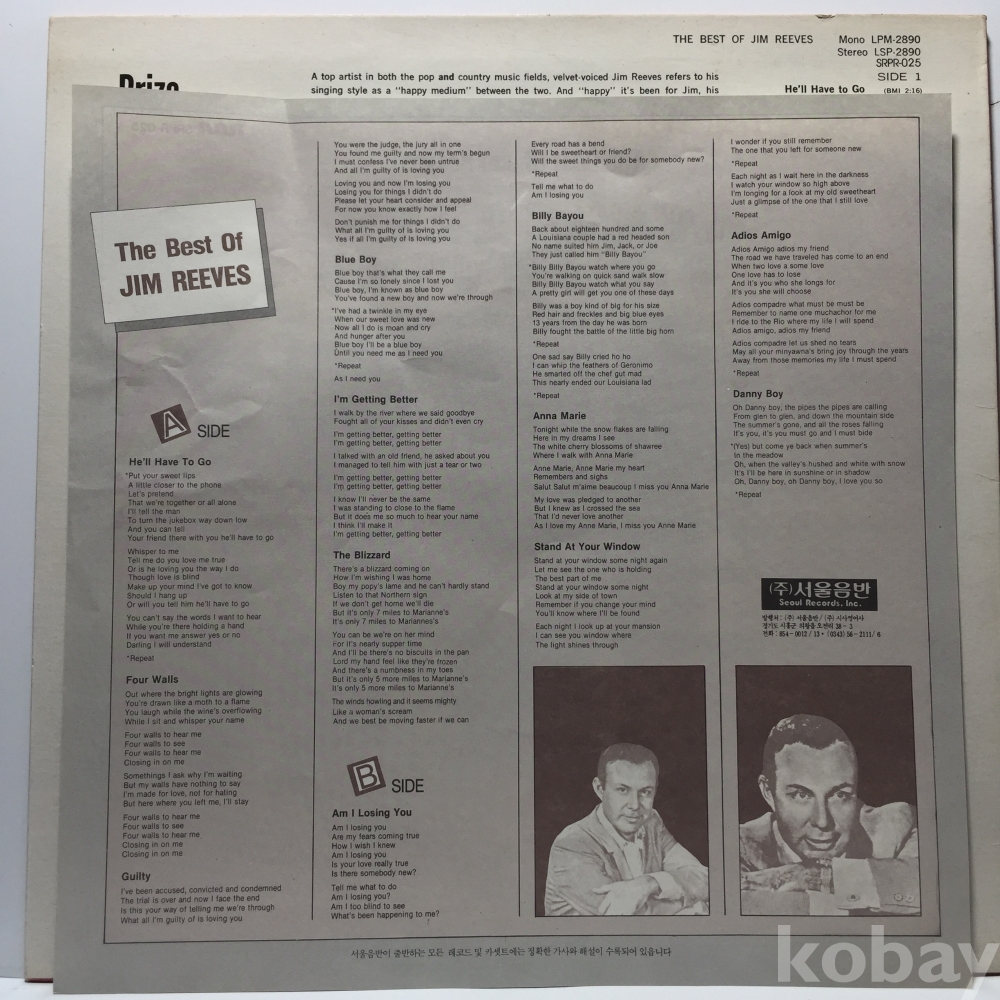 THE BEST OF JIM REEVES
Mono LPM-2890
Stereo LSP-2890
SRPR-025
SIDE 1
A top artist in both the pop and country music fields, velvet-voiced Jim Reeves refers to his
singing style as a "happy medium" between the two. And "happy" it's been for Jim, his
He'll Have to Go (BMI 2:16)
The Best Of
JIM REEVES
A SIDE
He'll Have To Go
*Put your sweet lips
A little closer to the phone
Let's pretend
That we're together or all alone
I'll tell the man
To turn the jukebox way down low
And you can tell
Your friend there with you he'll have to go
Whisper to me
Tell me do you love me true
Or is he loving you the way I do
Though love is blind
Make up your mind I've got to know
Should I hang up
Or will you tell him he'll have to go
You can't say the words I want to hear
While you're there holding a hand
If you want me answer yes or no
Darling I will understand
*Repeat
Four Walls
Out where the bright lights are glowing
You're drawn like a moth to a flame
You laugh while the wine's overflowing
While I sit and whisper your name
Four walls to hear me
Four walls to see
Four walls to hear me
Closing in on me
Somethings I ask why I'm waiting
But my walls have nothing to say
I'm made for love, not for hating
But here where you left me, I'll stay
Four walls to hear me
Four walls to see
Four walls to hear me
Closing in on me
Closing in on me
Guilty
I've been accused, convicted and condemned
The trial is over and now I face the end
Is this your way of telling me we're through
What all I'm guilty of is loving you
You were the judge, the jury all in one
You found me guilty and now my term's begun
I must confess I've never been untrue
And all I'm guilty of is loving you
Loving you and now I'm losing you
Losing you for things I didn't do
Please let your heart consider and appeal
For now you know exactly how I feel
Don't punish me for things I didn't do
What all I'm guilty of is loving you
Yes if all I'm guilty of is loving you
Blue Boy
Blue boy that's what they call me
Cause I'm so lonely since I lost you
Blue boy, I'm known as blue boy
You've found a new boy and now we're through
*I've had a twinkle in my eye
When our sweet love was new
Now all I do is moan and cry
And hunger after you
Blue boy I'll be a blue boy
Until you need me as I need you
*Repeat
As I need you
I'm Getting Better
I walk by the river where we said goodbye
Fought all of your kisses and didn't even cry
I'm getting better, getting better
I'm getting better, getting better
I talked with an old friend, he asked about you
I managed to tell him with just a tear or two
I'm getting better, getting better
I'm getting better, getting better
I know I'll never be the same
I was standing to close to the flame
But it does me so much to hear your name
I think I'll make it
I'm getting better, getting better
The Blizzard
There's a blizzard coming on
How I'm wishing I was home
Boy my popy's lame and he can't hardly stand
Listen to that Northern sign
If we don't get home we'll die
But it's only 7 miles to Marianne's
It's only 7 miles to Mariannes's
You can be we're on her mind
For it's nearly supper time
And I'll be there's no biscuits in the pan
Lord my hand feel like they're frozen
And there's a numbness in my toes
But it's only 5 more miles to Marianne's
It's only 5 more miles to Marianne's
The winds howling and it seems mighty
Like a woman's scream
And we best be moving faster if we can
B SIDE
Am I Losing You
Am I losing you
Are my fears coming true
How I wish I knew
Am I losing you
Is your love really true
Is there somebody new?
Tell me what to do
Am I losing you?
Am I too blind to see
What's been happening to me?
Every road has a bend
Will I be sweetheart or friend?
Will the sweet things you do be for somebody new?
*Repeat
Tell me what to do
Am I losing you
Billy Bayou
Back about eighteen hundred and some
A Louisiana couple had a red headed son
No name suited him Jim, Jack, or Joe
They just called him "Billy Bayou"
*Billy Billy Bayou watch where you go
You're walking on quick sand walk slow
Billy Billy Bayou watch what you say
A pretty girl will get you one of these days
Billy was a boy kind of big for his size
Red hair and freckles and big blue eyes
13 years from the day he was born
Billy fought the battle of the little big horn
*Repeat
One sad say Billy cried ho ho
I can whip the feathers of Geronimo
He smarted off the chef gut mad
This nearly ended our Louisiana lad
*Repeat
Anna Marie
Tonight while the snow flakes are falling
Here in my dreams I see
The white cherry blossoms of shawree
Where I walk with Anna Marie
Anne Marie, Anne Marie my heart
Remembers and sighs
Salut Salut m'aime beaucoup I miss you Anna Marie
My love was pledged to another
But I knew as I crossed the sea
That I'd never love another
As I love my Anne Marie, I miss you Anne Marie
Stand At Your Window
Stand at your window some night again
Let me see the one who is holding
The best part of me
Stand at your window some night
Look at my side of town
Remember if you change your mind
You'll know where I'll be found
Each night I look up at your mansion
I can see you window where
The light shines through
I wonder if you still remember
The one that you left for someone new
*Repeat
Each night as I wait here in the darkness
I watch your window so high above
I'm longing for a look at my old sweetheart
Just a glimpse of the one that I still love
*Repeat
Adios Amigo
Adios Amigo adios my friend
The road we have traveled has come to an end
When two love a some love
One love has to lose
And it's you who she longs for
It's you she will choose
Adios compadre what must be must be
Remember to name one muchachor for me
I ride to the Rio where my life I will spend
Adios amigo, adios my friend
Adios compadre let us shed no tears
May all your minyawna's bring joy through the years
Away from those memories my life I must spend
*Repeat
Danny Boy
Oh Danny boy, the pipes the pipes are calling
From glen to glen, and down the mountain side
The summer's gone, and all the roses falling
It's you, it's you must go and I must bide
*(Yes) but come ye back when summer's
In the meadow
Oh, when the valley's hushed and white with snow
It's I'll be here in sunshine or in shadow
Oh, Danny boy, oh Danny boy, I love you so
*Repeat
(주)서울음반
Seoul Records, Inc.
발행처: (주) 서울음반 / (주) 시사영어사
경기도 시흥군 의왕읍 오전리 38-3
전화: 854-0012/13 • (0343)56-2111/6
서울음반이 출반하는 모든 레코드 및 카셋트에는 정확한 가사와 해설이 수록되어 있읍니다
kobay